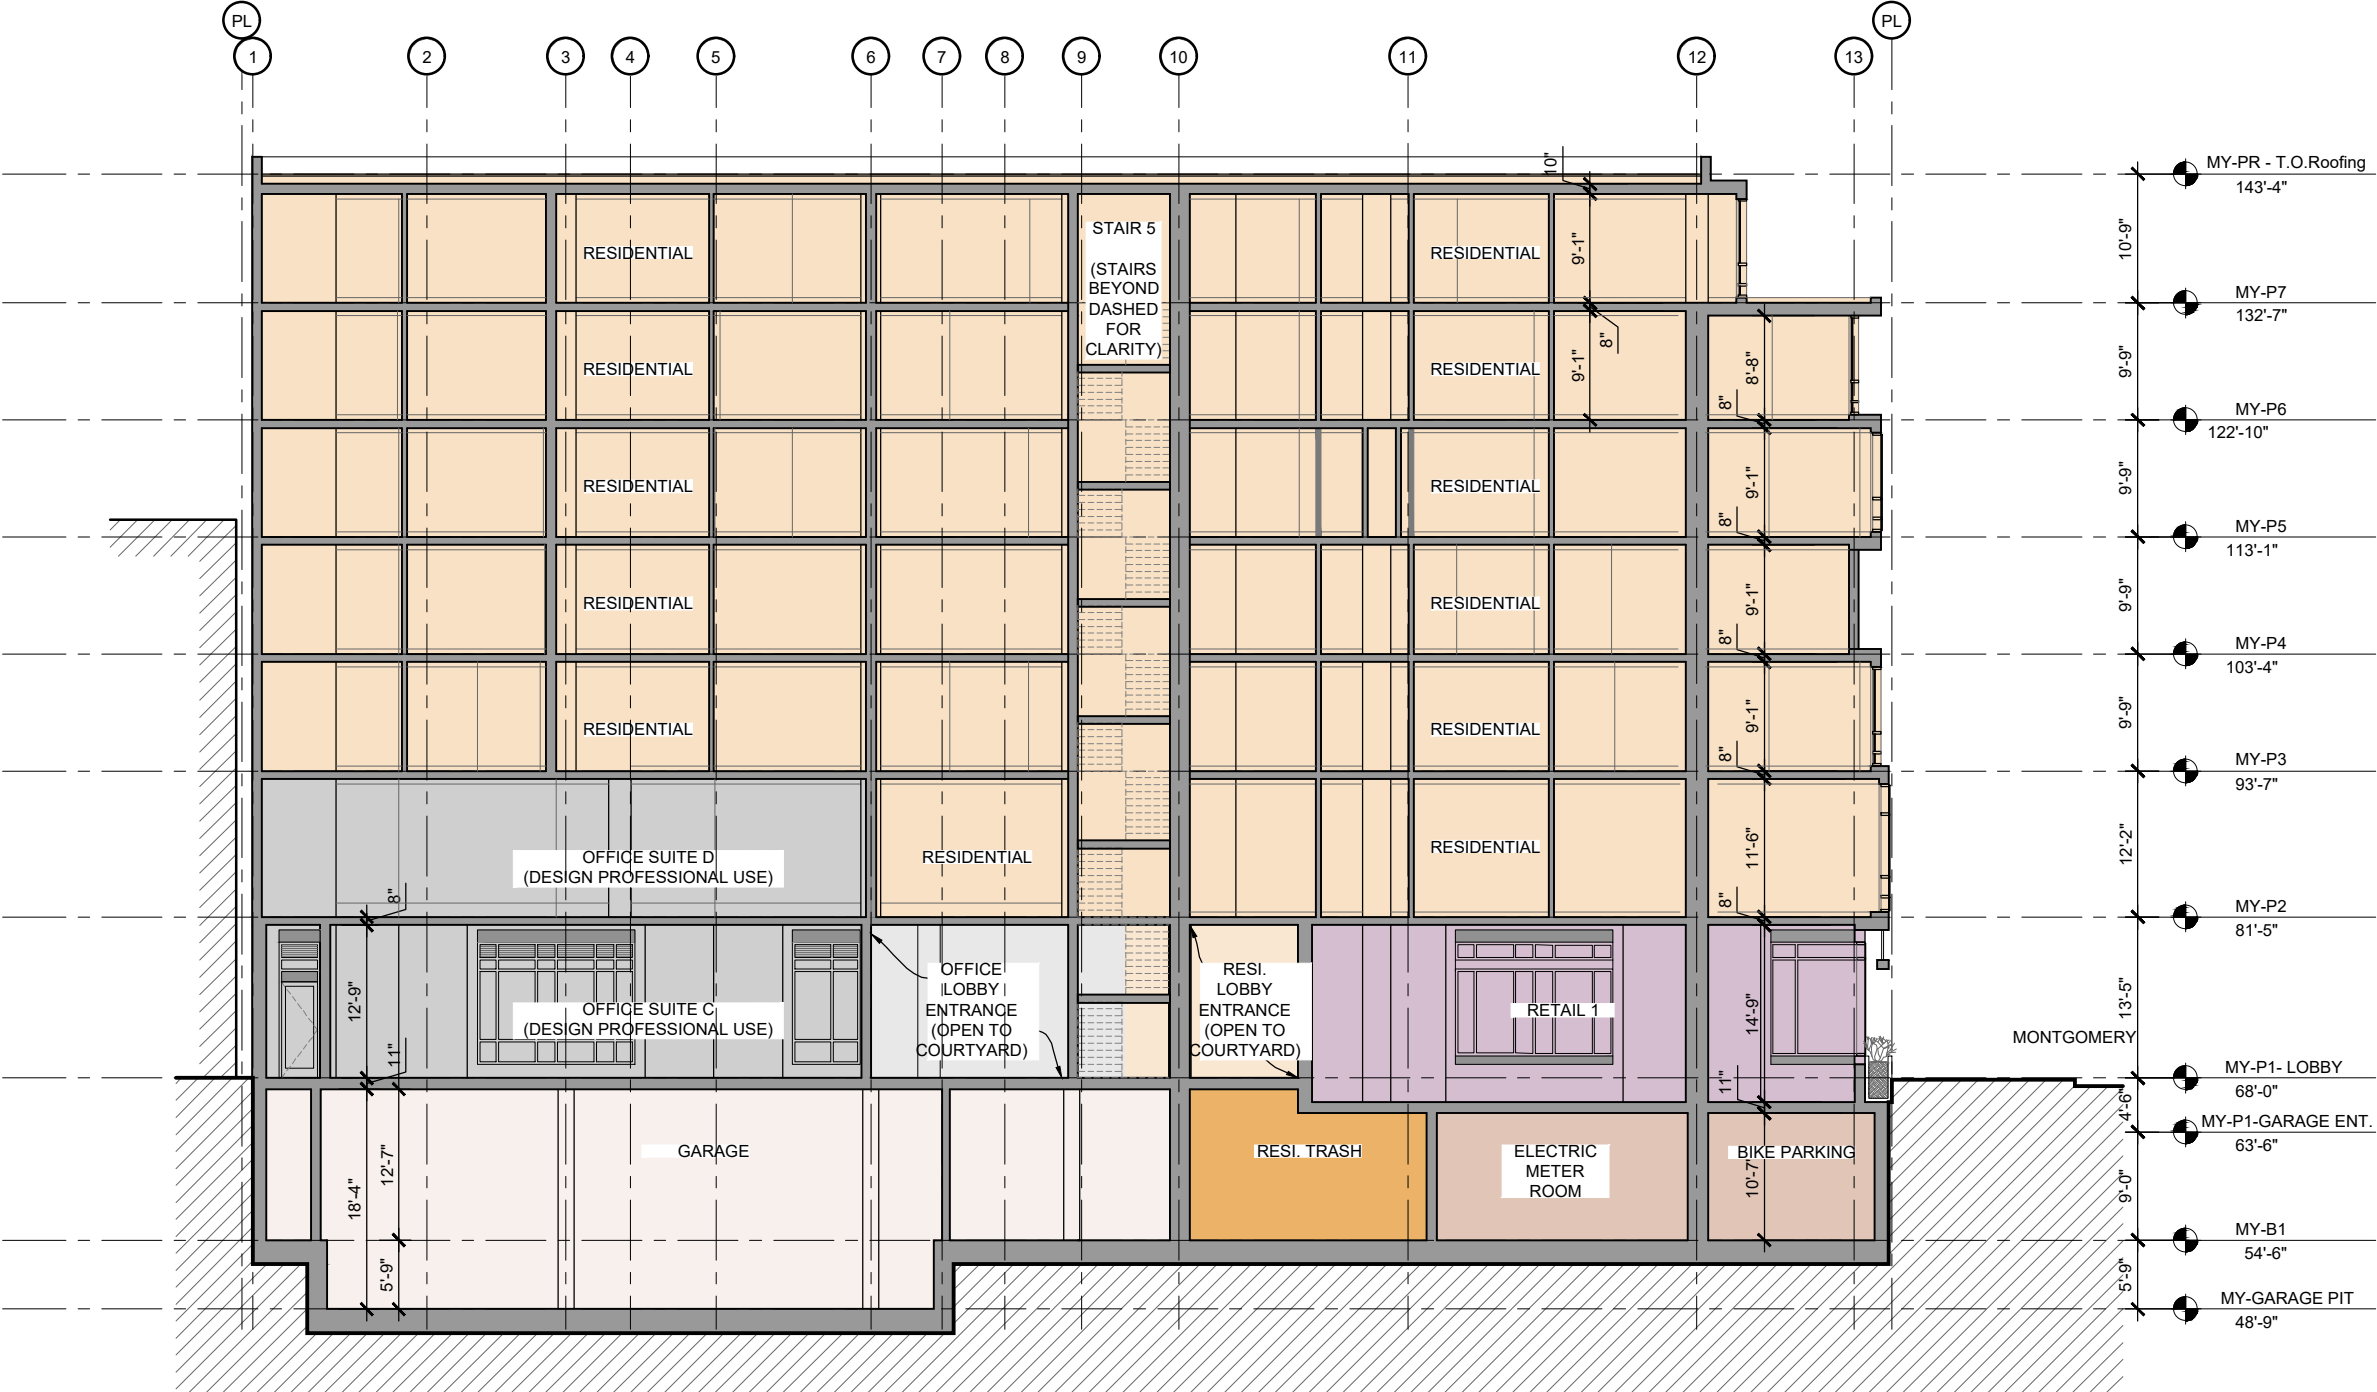 PL
PL
1
2
3
4
5
6
7
8
9
10
11
12
13
MY-PR - T.O.Roofing
143'-4"
10"
10'-9"
STAIR 5
(STAIRS
BEYOND
DASHED
FOR
CLARITY)
RESIDENTIAL
RESIDENTIAL
9'-1"
MY-P7
132'-7"
8"
9'-9"
RESIDENTIAL
RESIDENTIAL
9'-1"
8'-8"
8"
MY-P6
122'-10"
9'-9"
RESIDENTIAL
RESIDENTIAL
9'-1"
8"
MY-P5
113'-1"
9'-9"
RESIDENTIAL
RESIDENTIAL
9'-1"
8"
MY-P4
103'-4"
9'-9"
RESIDENTIAL
RESIDENTIAL
9'-1"
8"
MY-P3
93'-7"
12'-2"
OFFICE SUITE D
(DESIGN PROFESSIONAL USE)
RESIDENTIAL
RESIDENTIAL
11'-6"
8"
8"
MY-P2
81'-5"
13'-5"
12'-9"
OFFICE SUITE C
(DESIGN PROFESSIONAL USE)
OFFICE
LOBBY
ENTRANCE
(OPEN TO
COURTYARD)
RESI.
LOBBY
ENTRANCE
(OPEN TO
COURTYARD)
RETAIL 1
14'-9"
MONTGOMERY
11"
11"
MY-P1- LOBBY
68'-0"
4'-6"
MY-P1-GARAGE ENT.
63'-6"
18'-4"
12'-7"
GARAGE
RESI. TRASH
ELECTRIC
METER
ROOM
BIKE PARKING
10'-7"
9'-0"
MY-B1
54'-6"
5'-9"
5'-9"
MY-GARAGE PIT
48'-9"